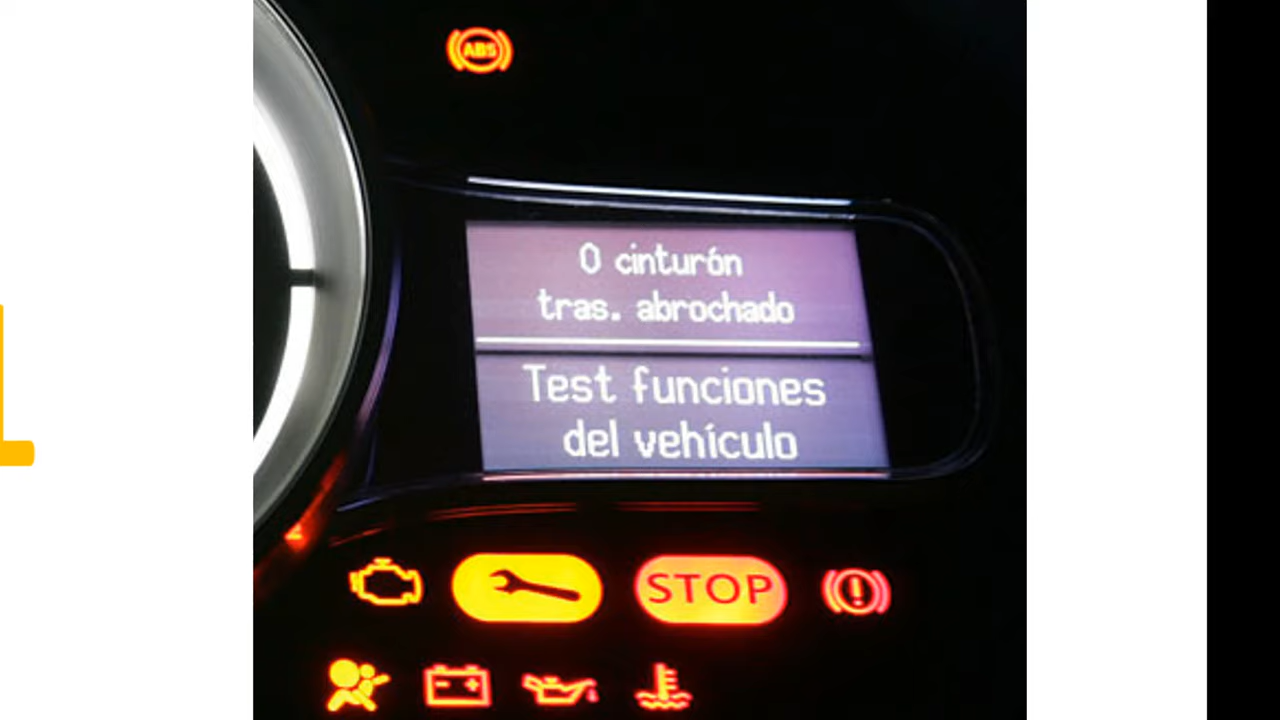 ABS
0 cinturón
tras. abrochado
Test funciones
del vehículo
STOP